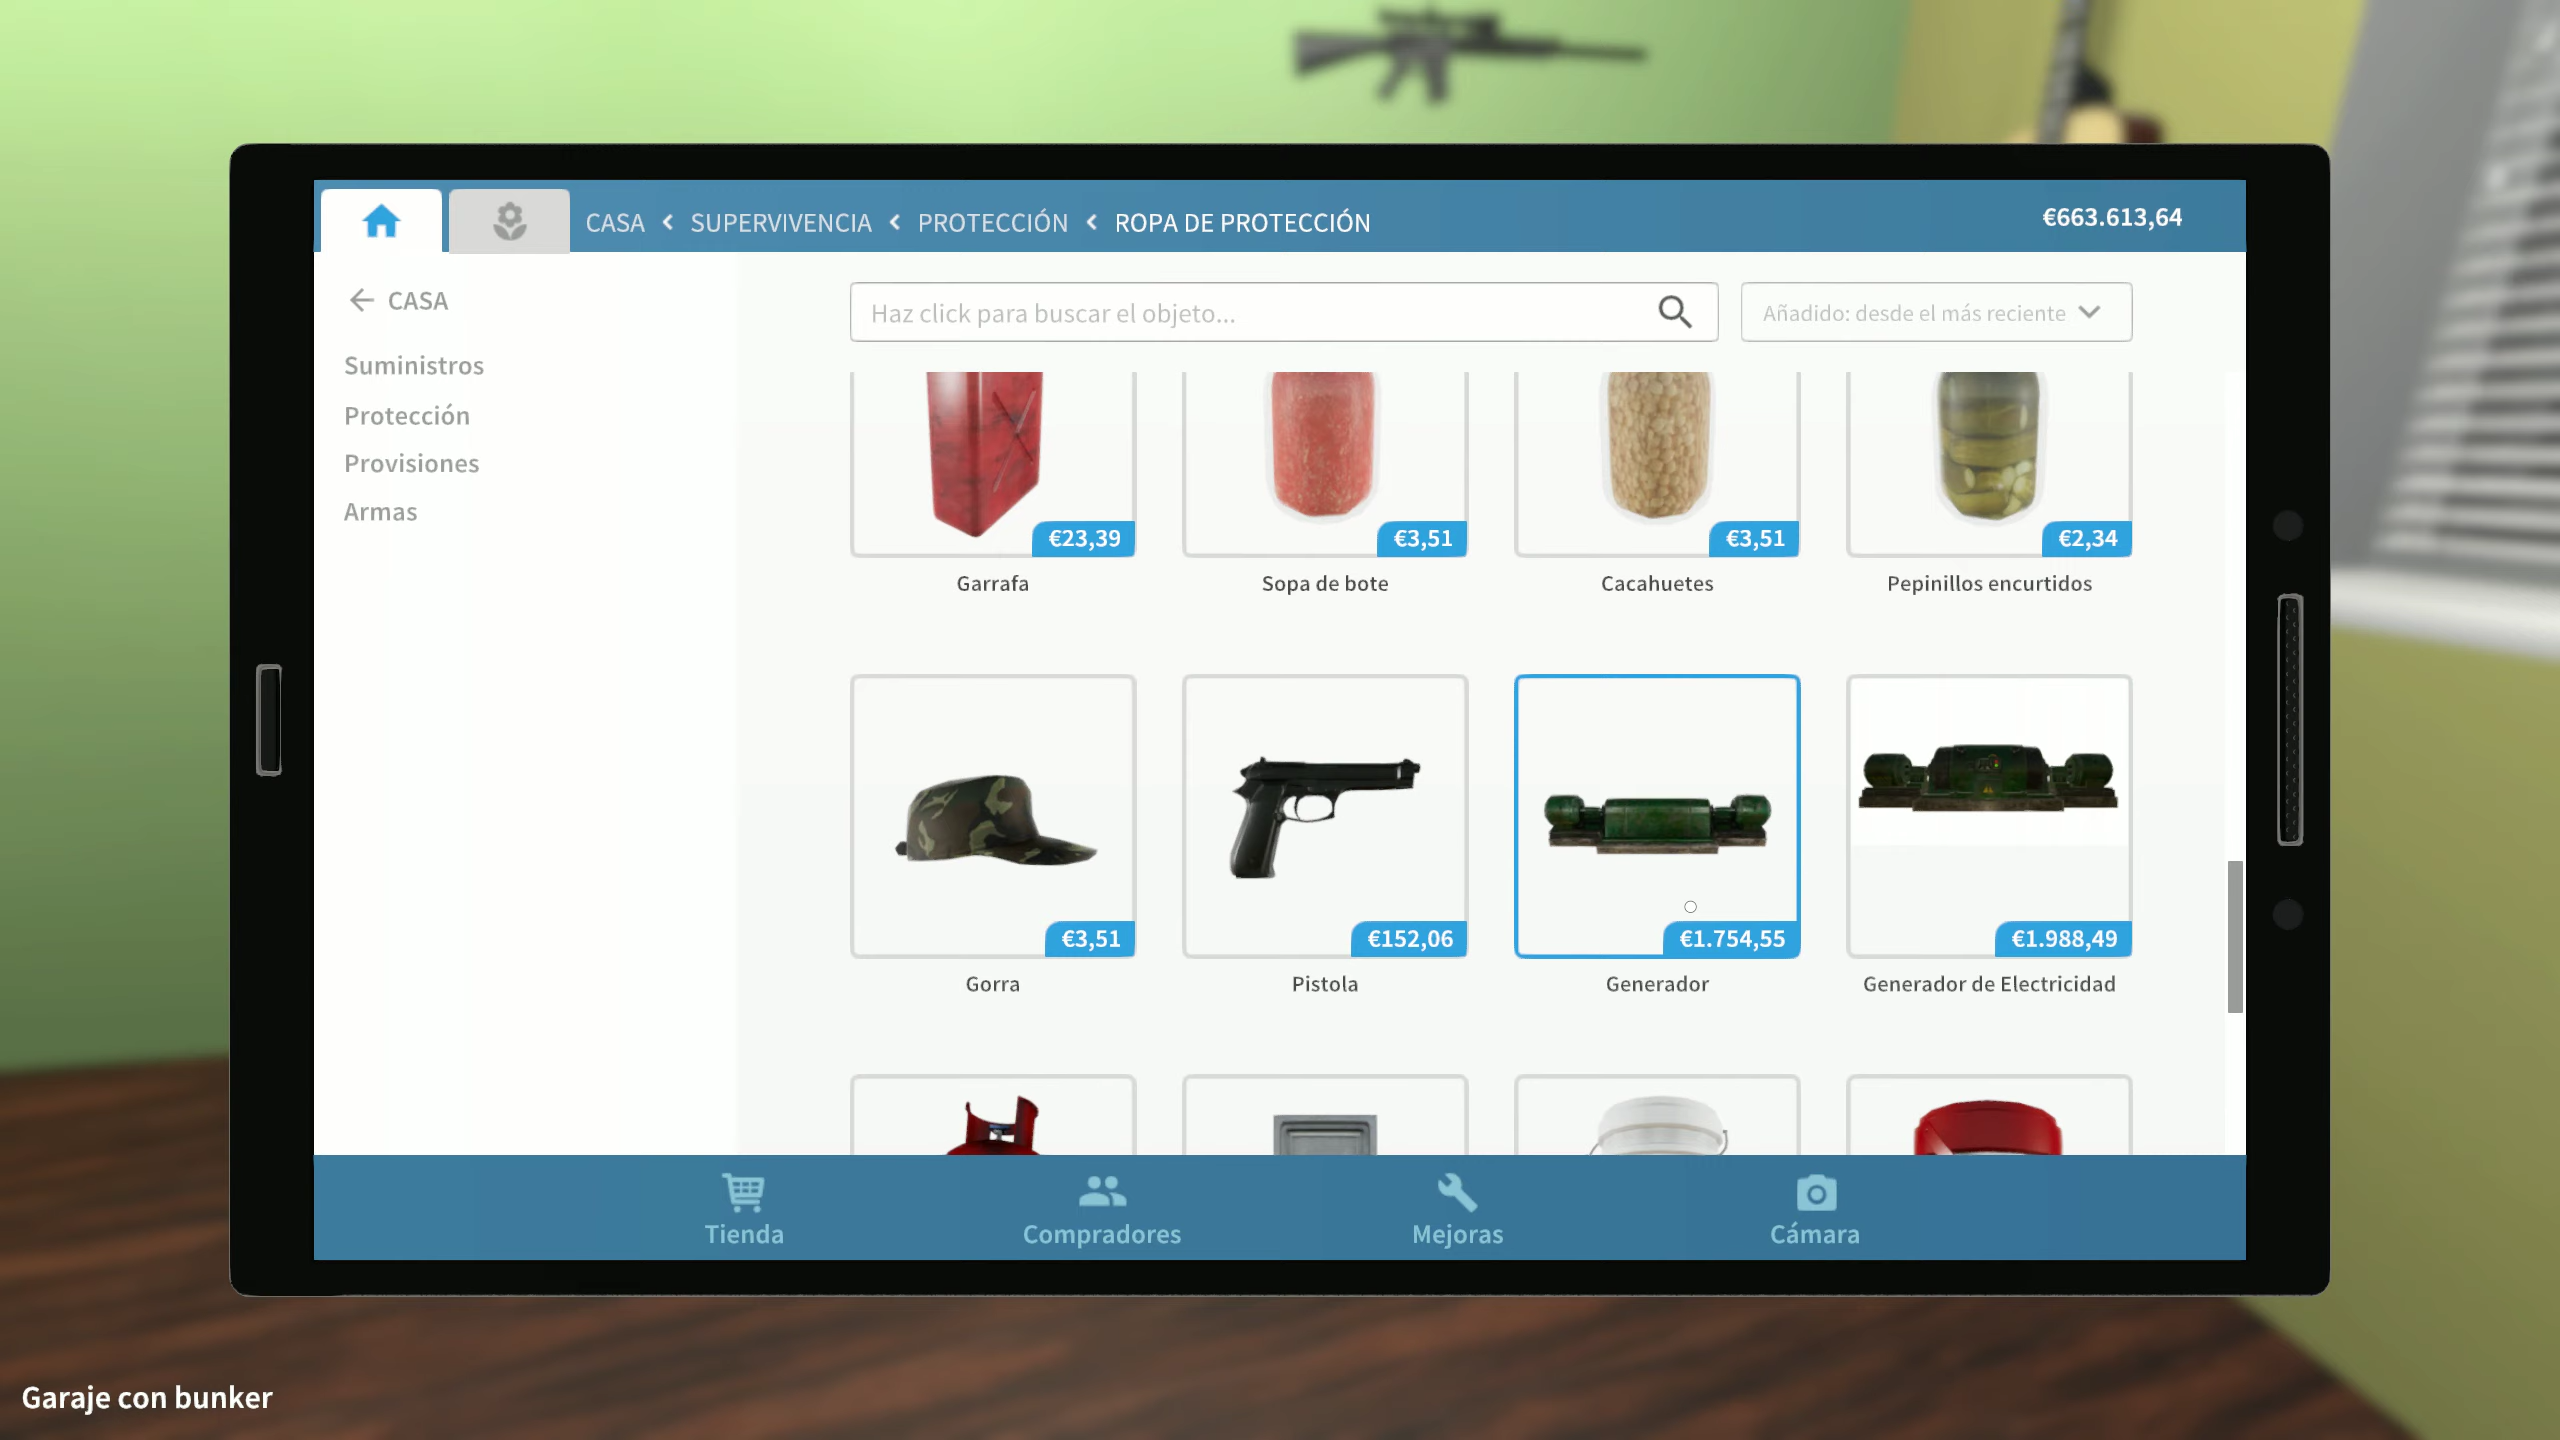 CASA SUPERVIVENCIA PROTECCIÓN ROPA DE PROTECCIÓN
€663.613,64
CASA
Haz click para buscar el objeto...
Añadido: desde el más reciente
Suministros
Protección
Provisiones
Armas
€23,39
€3,51
€3,51
€2,34
Garrafa
Sopa de bote
Cacahuetes
Pepinillos encurtidos
€3,51
€152,06
€1.754,55
€1.988,49
Gorra
Pistola
Generador
Generador de Electricidad
Tienda
Compradores
Mejoras
Cámara
Garaje con bunker